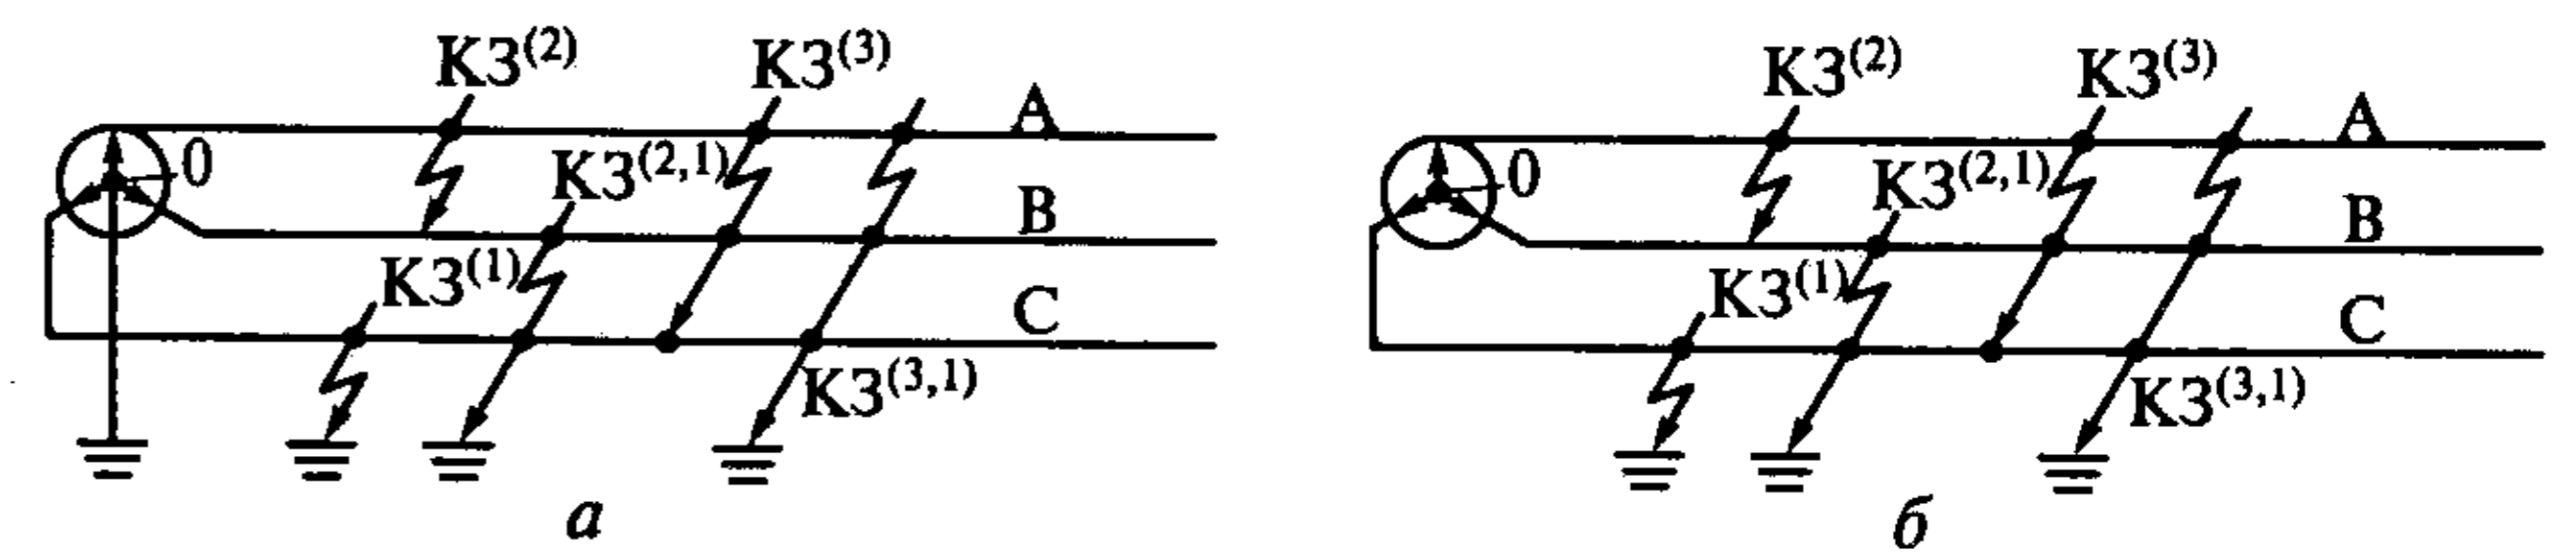 КЗ(2) КЗ(3) А
0 КЗ(2,1) В
КЗ(1) С
КЗ(3,1)
а
КЗ(2) КЗ(3) А
0 КЗ(2,1) В
КЗ(1) С
КЗ(3,1)
б